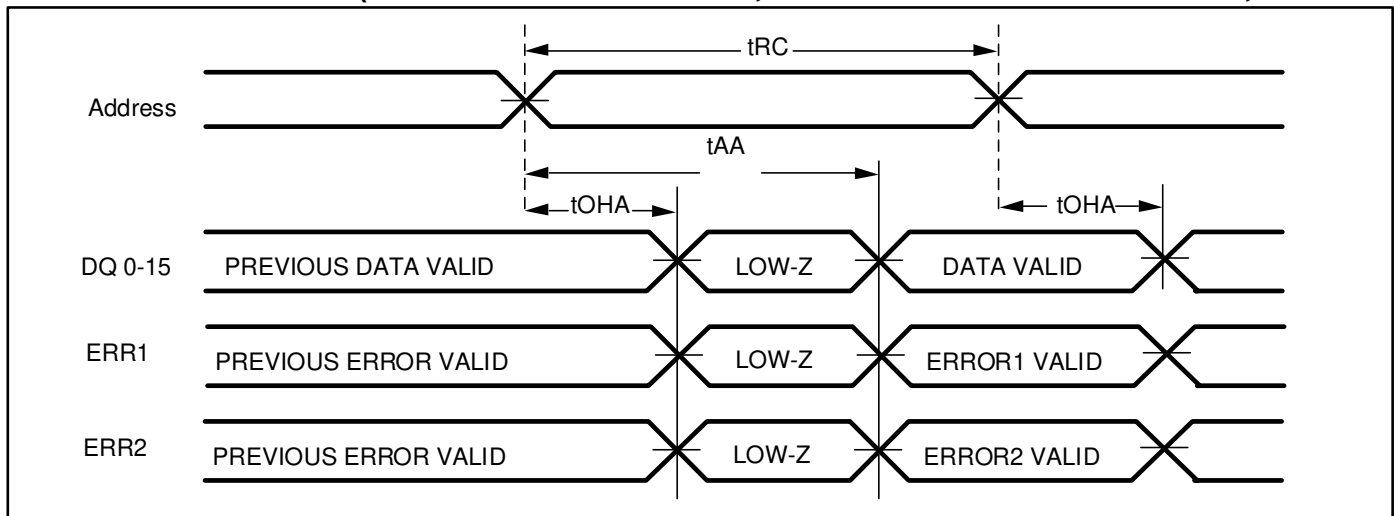 tRC
Address
tAA
tOHA tOHA
DQ 0-15 PREVIOUS DATA VALID LOW-Z DATA VALID
ERR1 PREVIOUS ERROR VALID LOW-Z ERROR1 VALID
ERR2 PREVIOUS ERROR VALID LOW-Z ERROR2 VALID